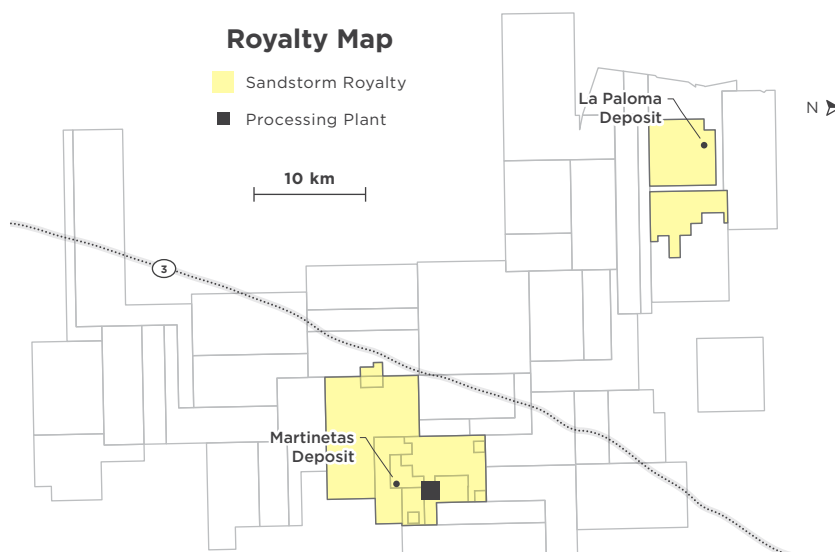 Royalty Map
Sandstorm Royalty
Processing Plant
10 km
La Paloma
Deposit
N
3
Martinetas
Deposit